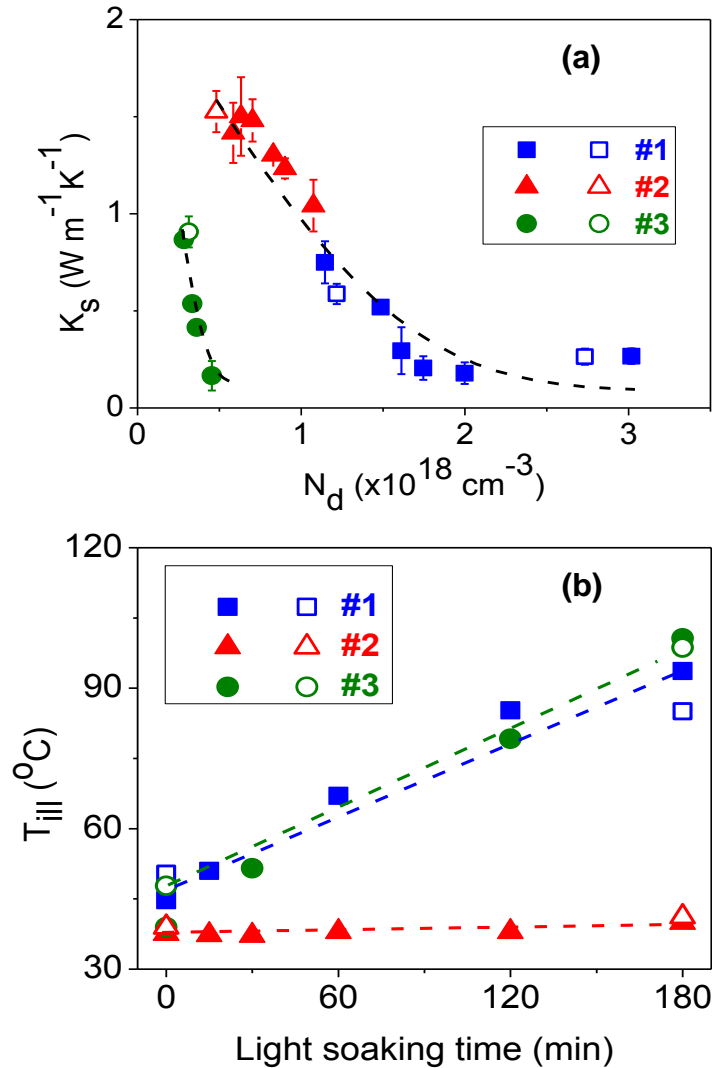 (a)
2
1
0
K_s (W m^-1 K^-1)
#1
#2
#3
0 1 2 3
N_d (x10^18 cm^-3)
(b)
120
90
60
30
T_ill (°C)
#1
#2
#3
0 60 120 180
Light soaking time (min)